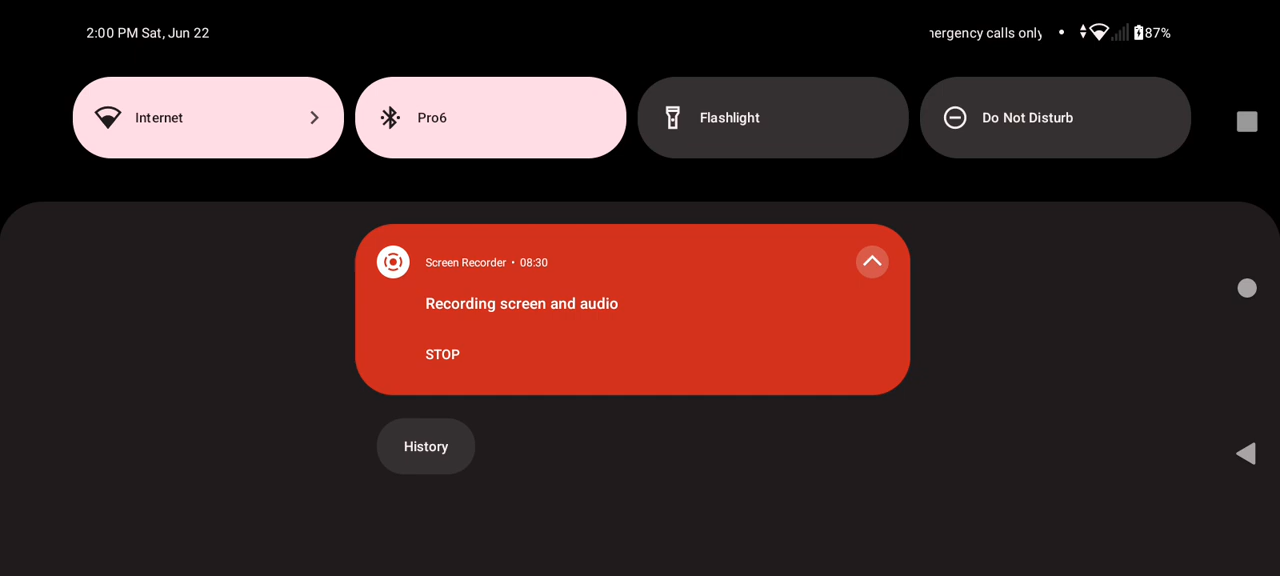 2:00 PM Sat, Jun 22
calls only
87%
Internet
Pro6
Flashlight
Do Not Disturb
Screen Recorder • 08:30
Recording screen and audio
STOP
History